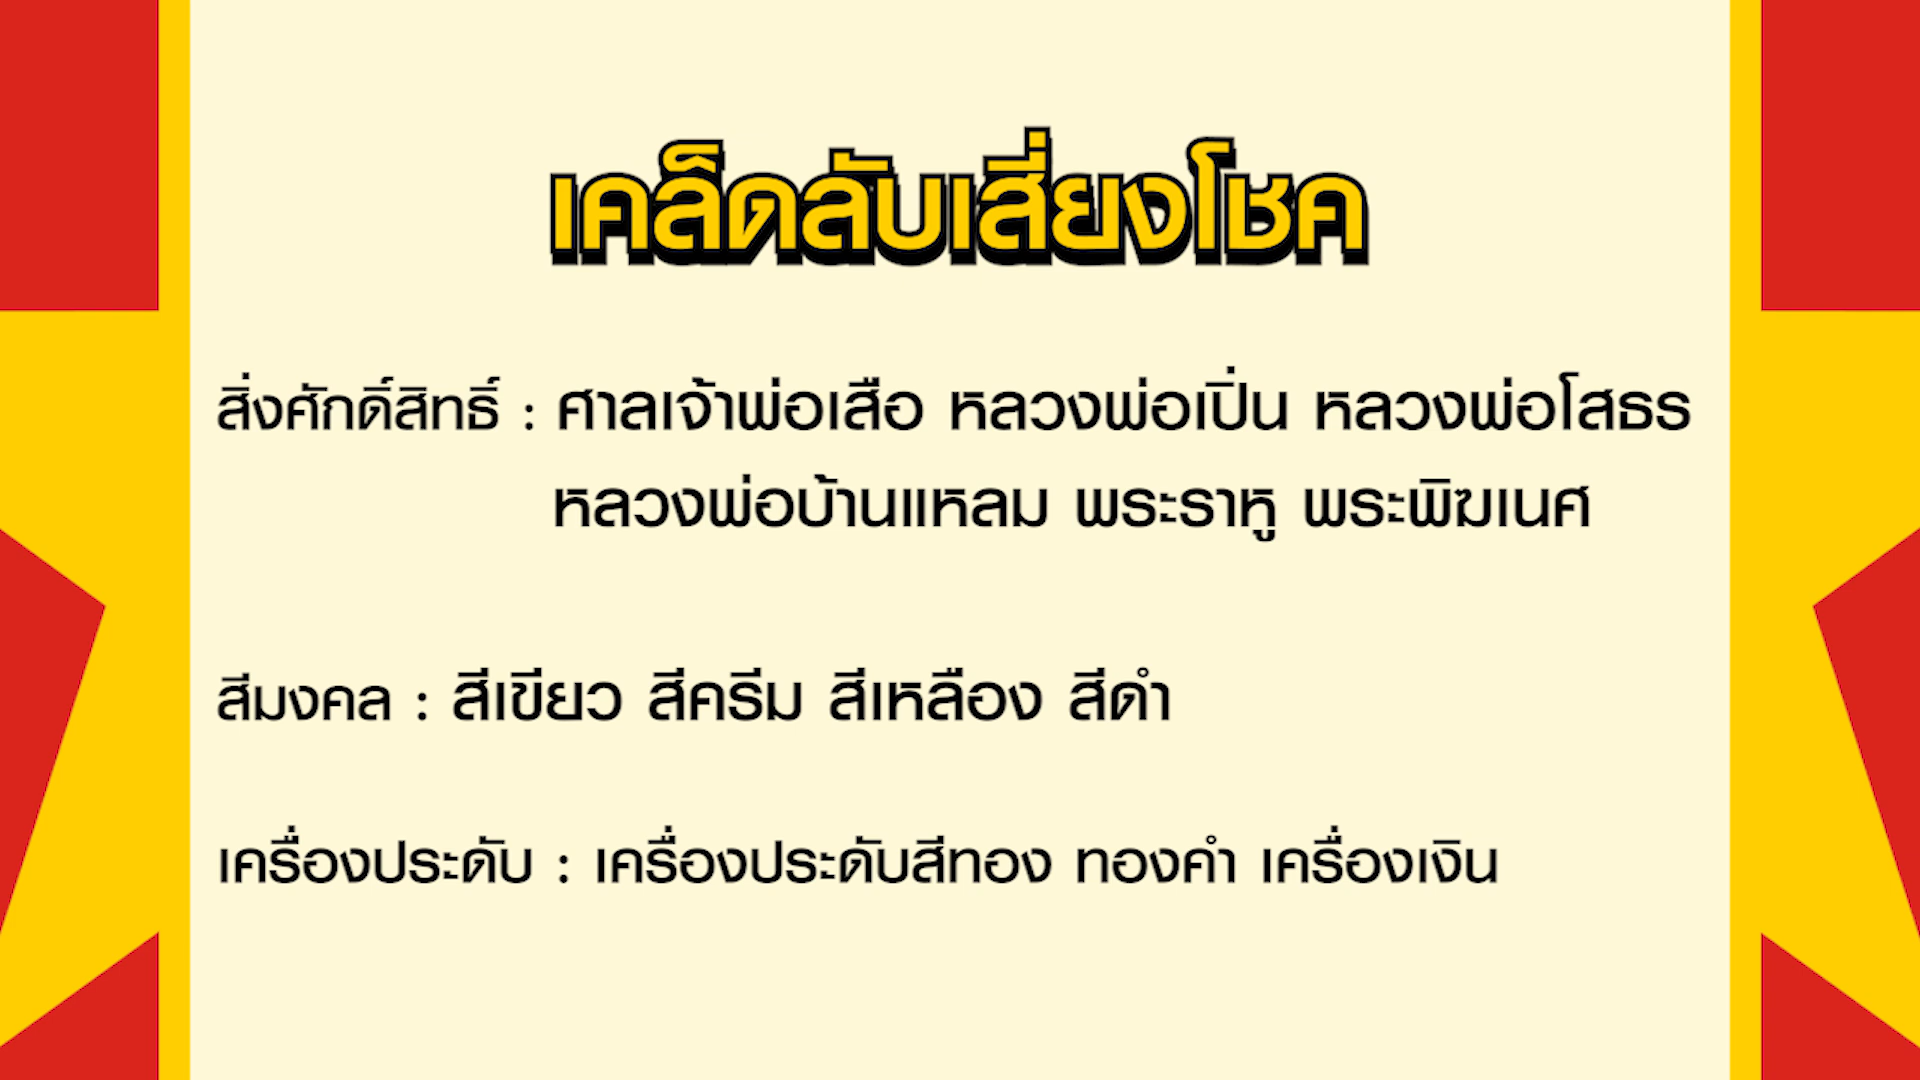 เคล็ดลับเสี่ยงโชค
สิ่งศักดิ์สิทธิ์ : ศาลเจ้าพ่อเสือ หลวงพ่อเปิ่น หลวงพ่อโสธร
หลวงพ่อบ้านแหลม พระราหู พระพิฆเนศ
สีมงคล : สีเขียว สีครีม สีเหลือง สีดำ
เครื่องประดับ : เครื่องประดับสีทอง ทองคำ เครื่องเงิน